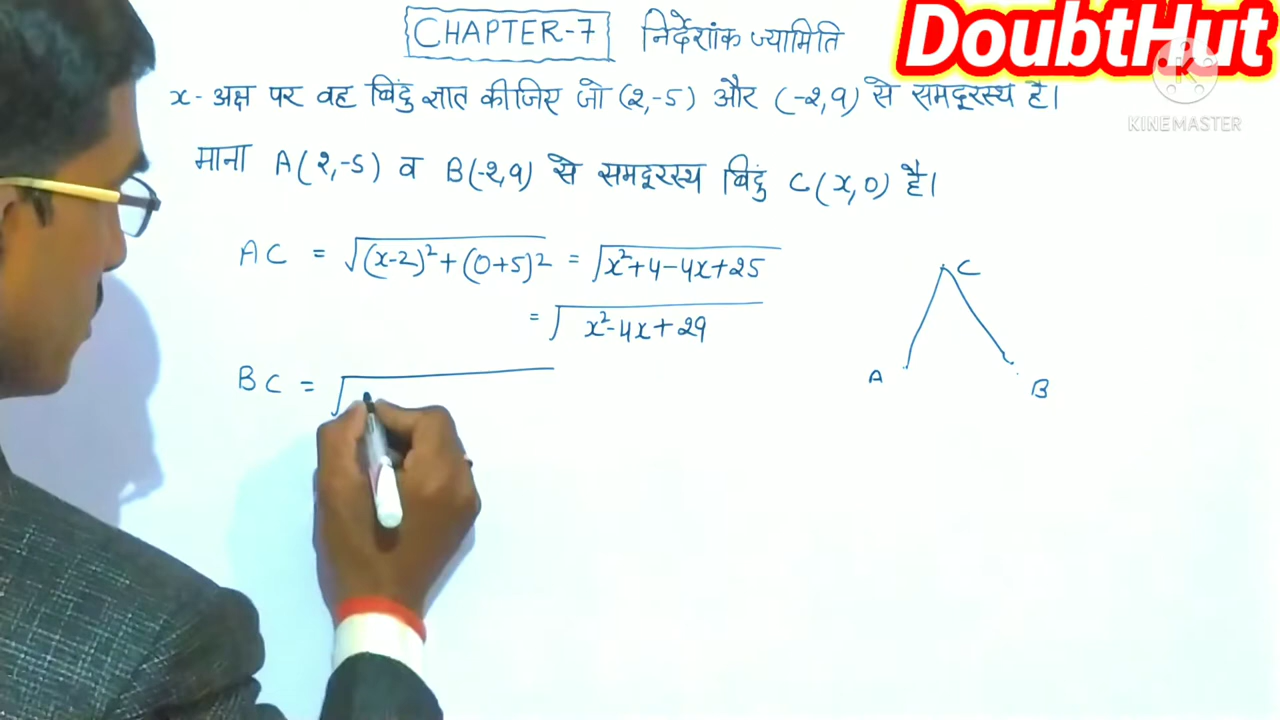 DoubtHut
CHAPTER-7 निर्देशांक ज्यामिति
KINEMASTER
x-अक्ष पर वह बिंदु ज्ञात कीजिए जो (2,-5) और (-2,9) से समदूरस्थ है।
माना A(2,-5) व B(-2,9) से समदूरस्थ बिंदु C(x,0) है।
AC = √(x-2)²+(0+5)² = √x²+4-4x+25
= √x²-4x+29
BC = √
C
A
B